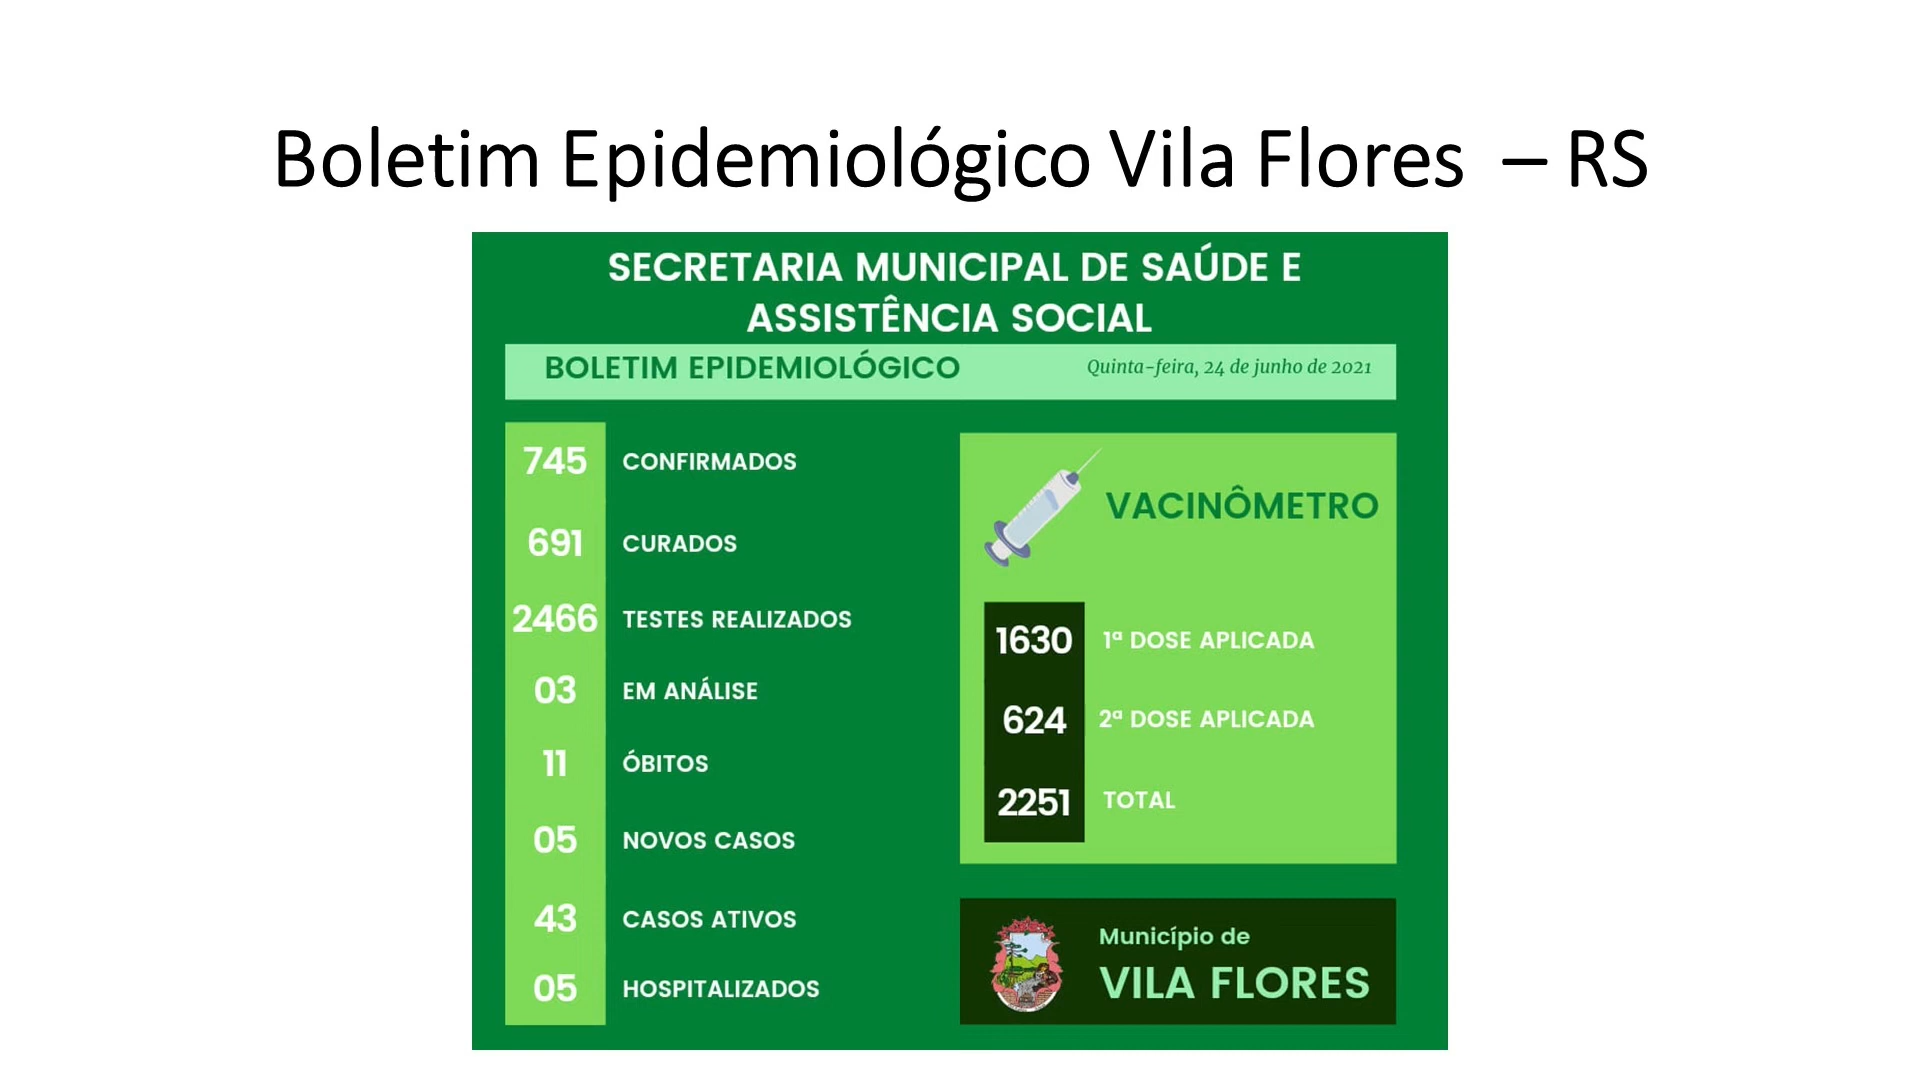 Boletim Epidemiológico Vila Flores – RS
SECRETARIA MUNICIPAL DE SAÚDE E
ASSISTÊNCIA SOCIAL
BOLETIM EPIDEMIOLÓGICO
Quinta-feira, 24 de junho de 2021
745 CONFIRMADOS
691 CURADOS
2466 TESTES REALIZADOS
03 EM ANÁLISE
11 ÓBITOS
05 NOVOS CASOS
43 CASOS ATIVOS
05 HOSPITALIZADOS
VACINÔMETRO
1630 1ª DOSE APLICADA
624 2ª DOSE APLICADA
2251 TOTAL
Município de
VILA FLORES